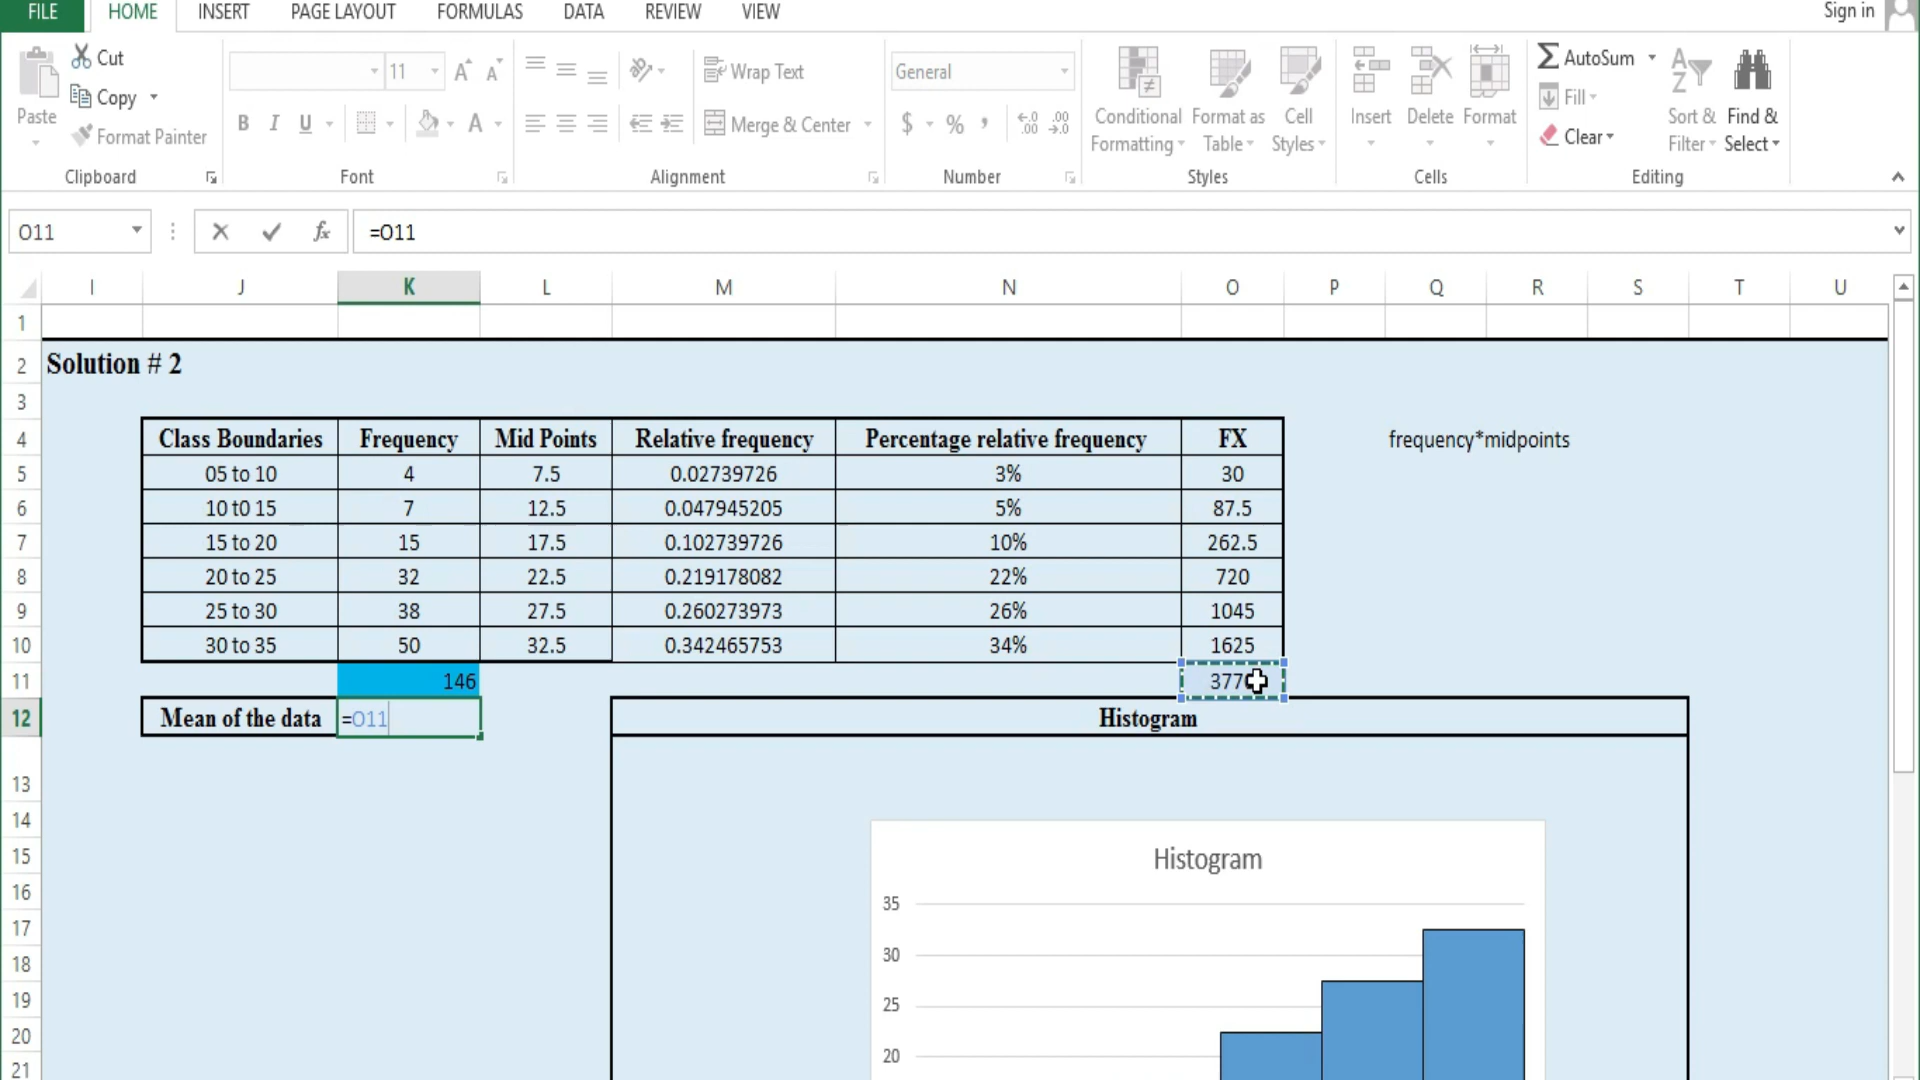 FILE HOME INSERT PAGE LAYOUT FORMULAS DATA REVIEW VIEW Sign in
Paste
Cut
Copy
Format Painter
Clipboard
11
B I U
Font
Wrap Text
Merge & Center
Alignment
General
$ % ,
Number
Conditional Formatting
Format as Table
Cell Styles
Styles
Insert Delete Format
Cells
AutoSum
Fill
Clear
Sort & Filter
Find & Select
Editing
O11 fx =O11
I J K L M N O P Q R S T U
1
2 Solution # 2
3
4 Class Boundaries Frequency Mid Points Relative frequency Percentage relative frequency FX frequency*midpoints
5 05 to 10 4 7.5 0.02739726 3% 30
6 10 t0 15 7 12.5 0.047945205 5% 87.5
7 15 to 20 15 17.5 0.102739726 10% 262.5
8 20 to 25 32 22.5 0.219178082 22% 720
9 25 to 30 38 27.5 0.260273973 26% 1045
10 30 to 35 50 32.5 0.342465753 34% 1625
11 146
12 Mean of the data =O11 Histogram
13
14
Histogram
15
16 35
17
18 30
19 25
20 20
21